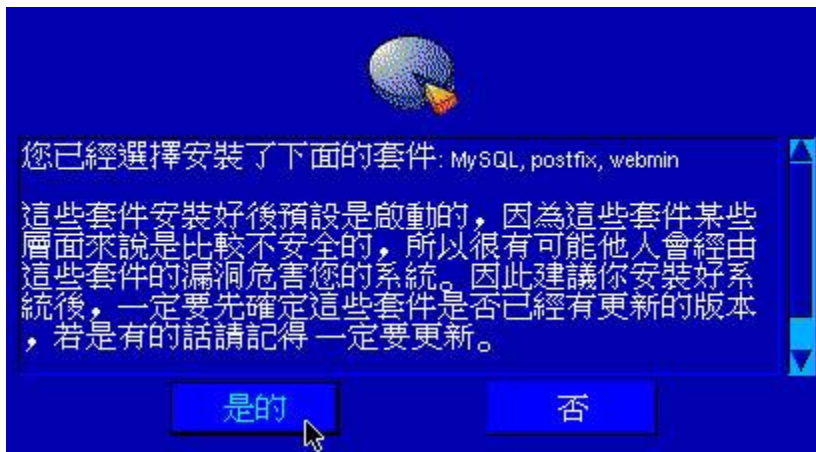 您已經選擇安裝了下面的套件: MySQL, postfix, webmin
這些套件安裝好後預設是啟動的，因為這些套件某些
層面來說是比較不安全的，所以很有可能他人會經由
這些套件的漏洞危害您的系統。因此建議你安裝好系
統後，一定要先確定這些套件是否已經有更新的版本
，若是有的話請記得一定要更新。
是的
否